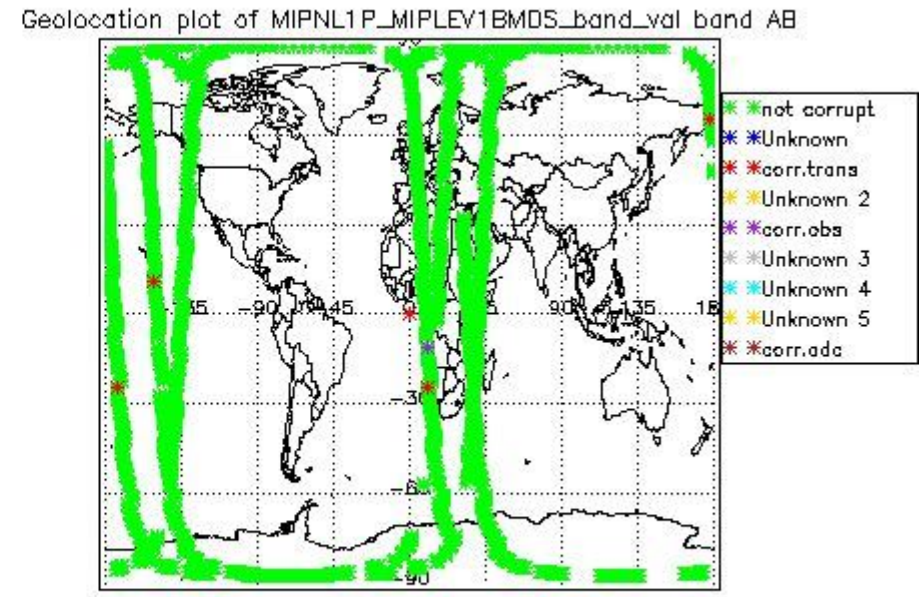 Geolocation plot of MIPNL1P_MIPLEV1BMDS_band_val band AB
not corrupt
Unknown
corr.trans
Unknown 2
corr.obs
Unknown 3
Unknown 4
Unknown 5
corr.adc
-90 -45 90 135
-30
-90